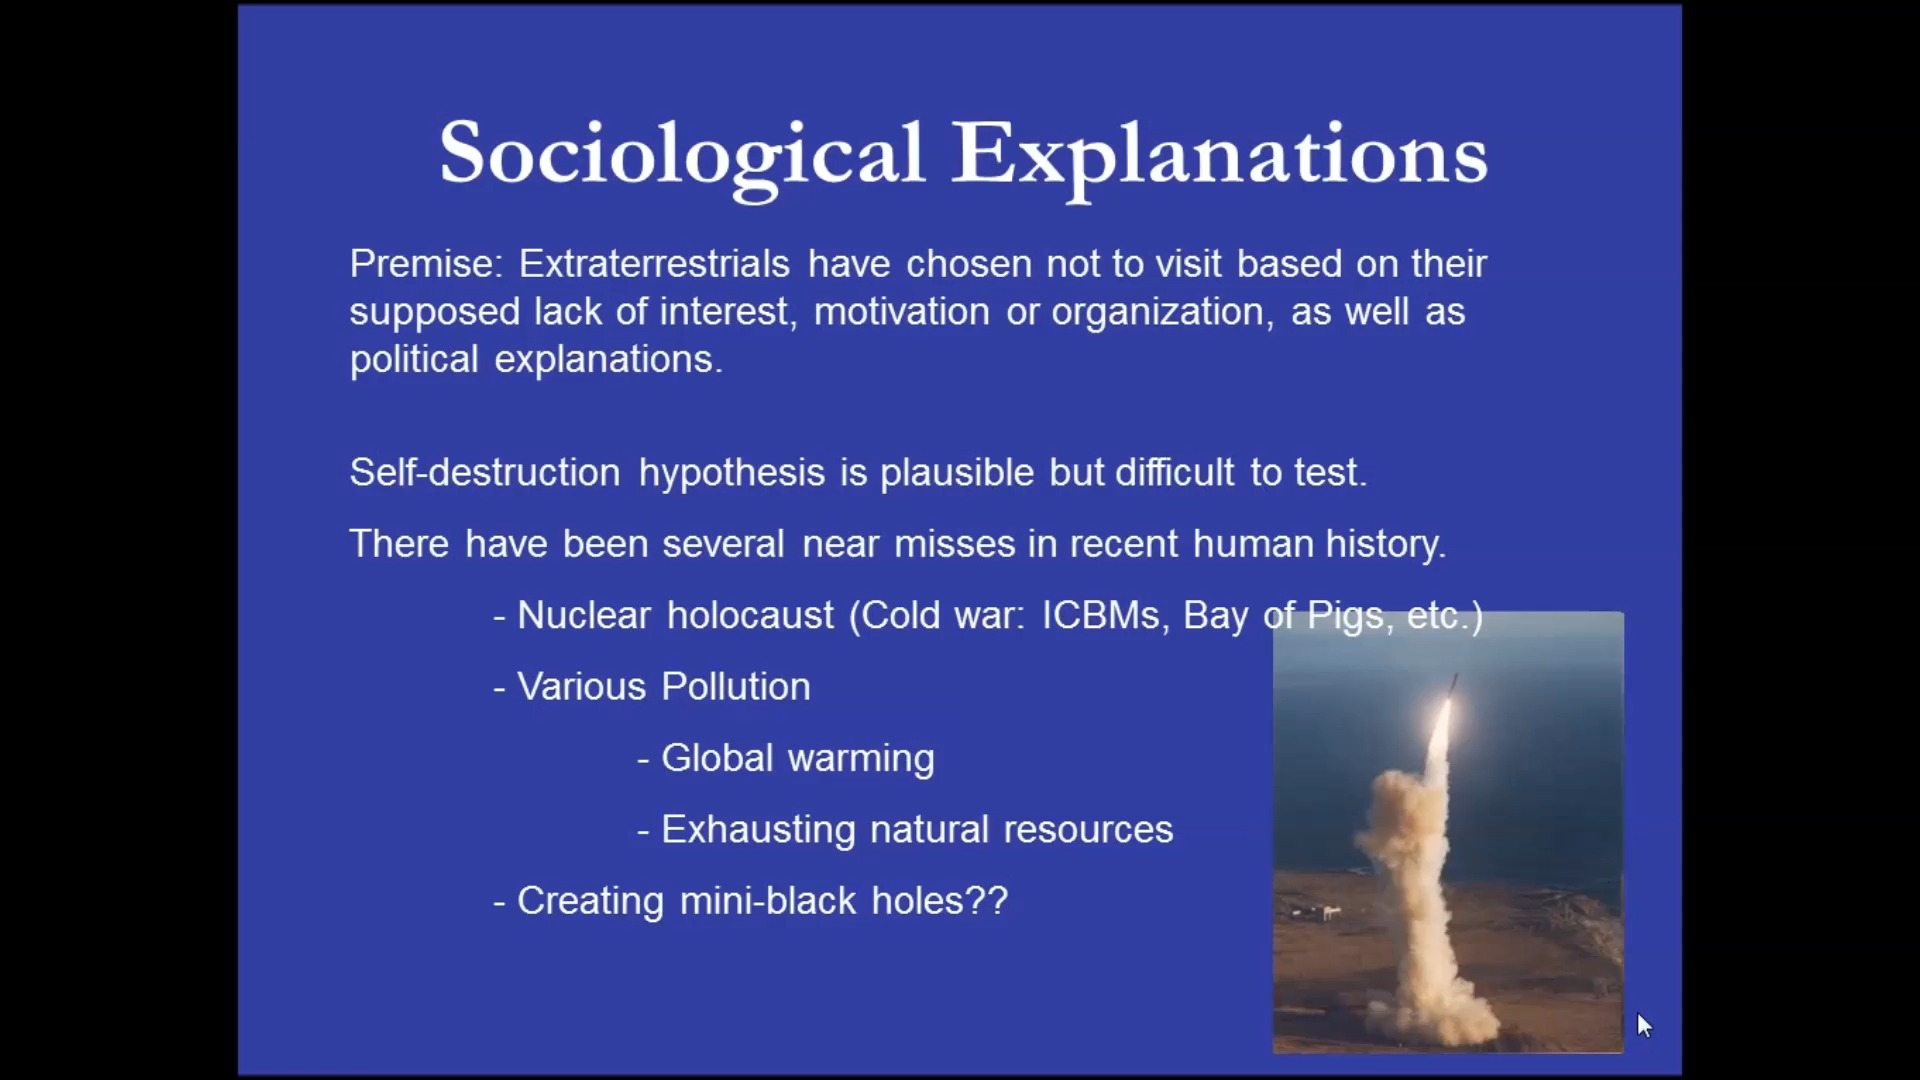 Sociological Explanations
Premise: Extraterrestrials have chosen not to visit based on their
supposed lack of interest, motivation or organization, as well as
political explanations.
Self-destruction hypothesis is plausible but difficult to test.
There have been several near misses in recent human history.
- Nuclear holocaust (Cold war: ICBMs, Bay of Pigs, etc.)
- Various Pollution
- Global warming
- Exhausting natural resources
- Creating mini-black holes??